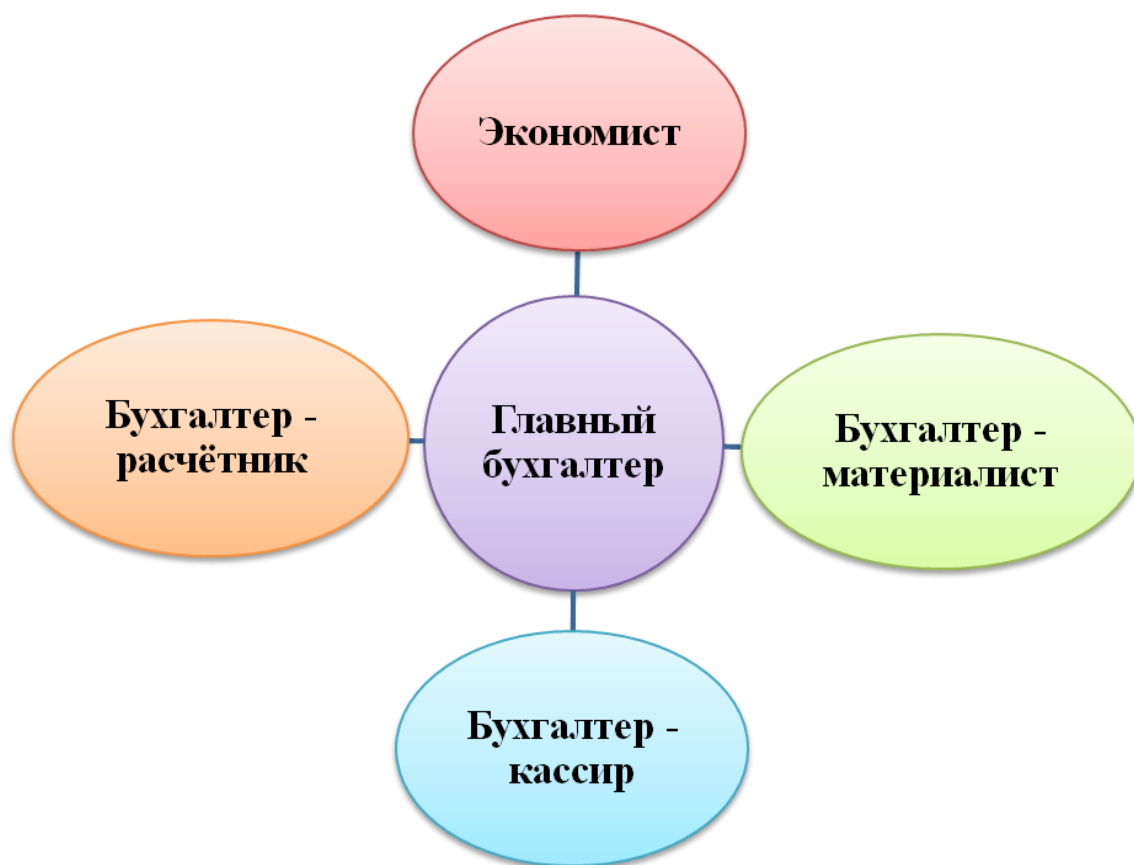 Экономист
Бухгалтер -
расчётник
Главный
бухгалтер
Бухгалтер -
материалист
Бухгалтер -
кассир